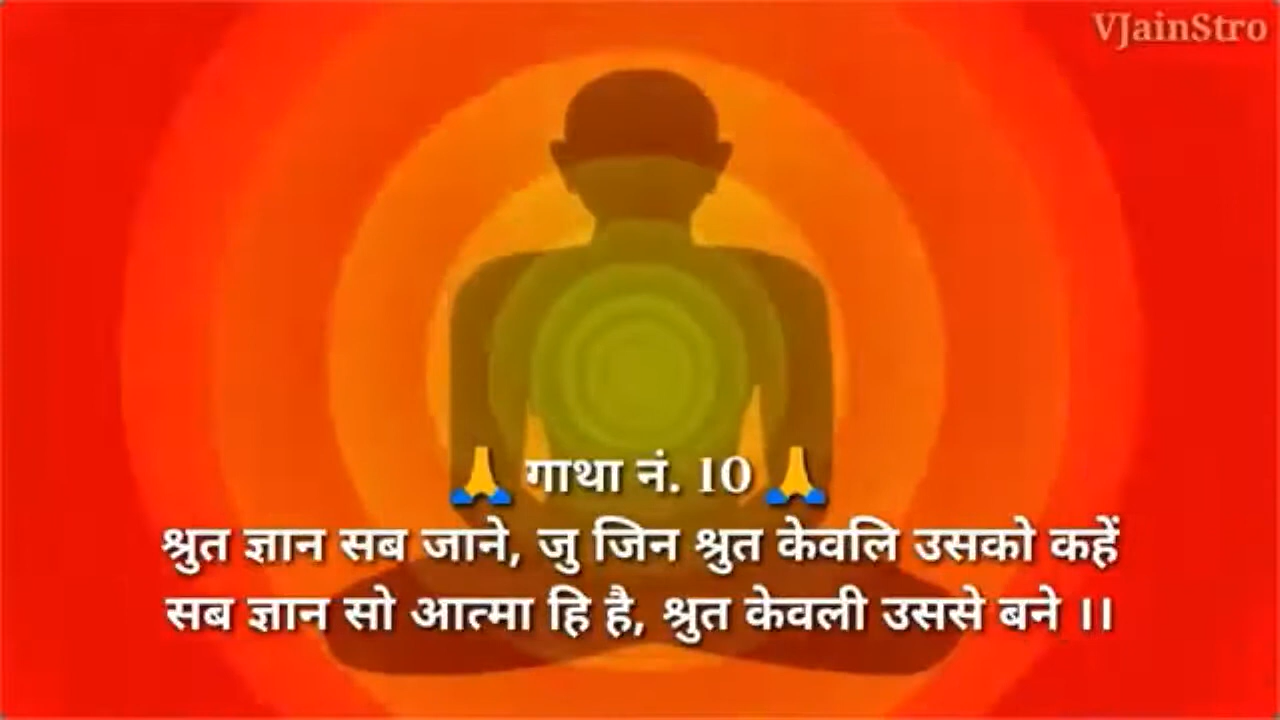 VJainStro
🙏 गाथा नं. 10 🙏
श्रुत ज्ञान सब जाने, जु जिन श्रुत केवलि उसको कहें
सब ज्ञान सो आत्मा हि है, श्रुत केवली उससे बने ।।